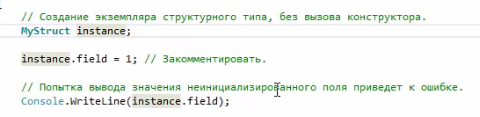 // Создание экземпляра структурного типа, без вызова конструктора.
MyStruct instance;
instance.field = 1; // Закомментировать.
// Попытка вывода значения неинициализированного поля приведет к ошибке.
Console.WriteLine(instance.field);